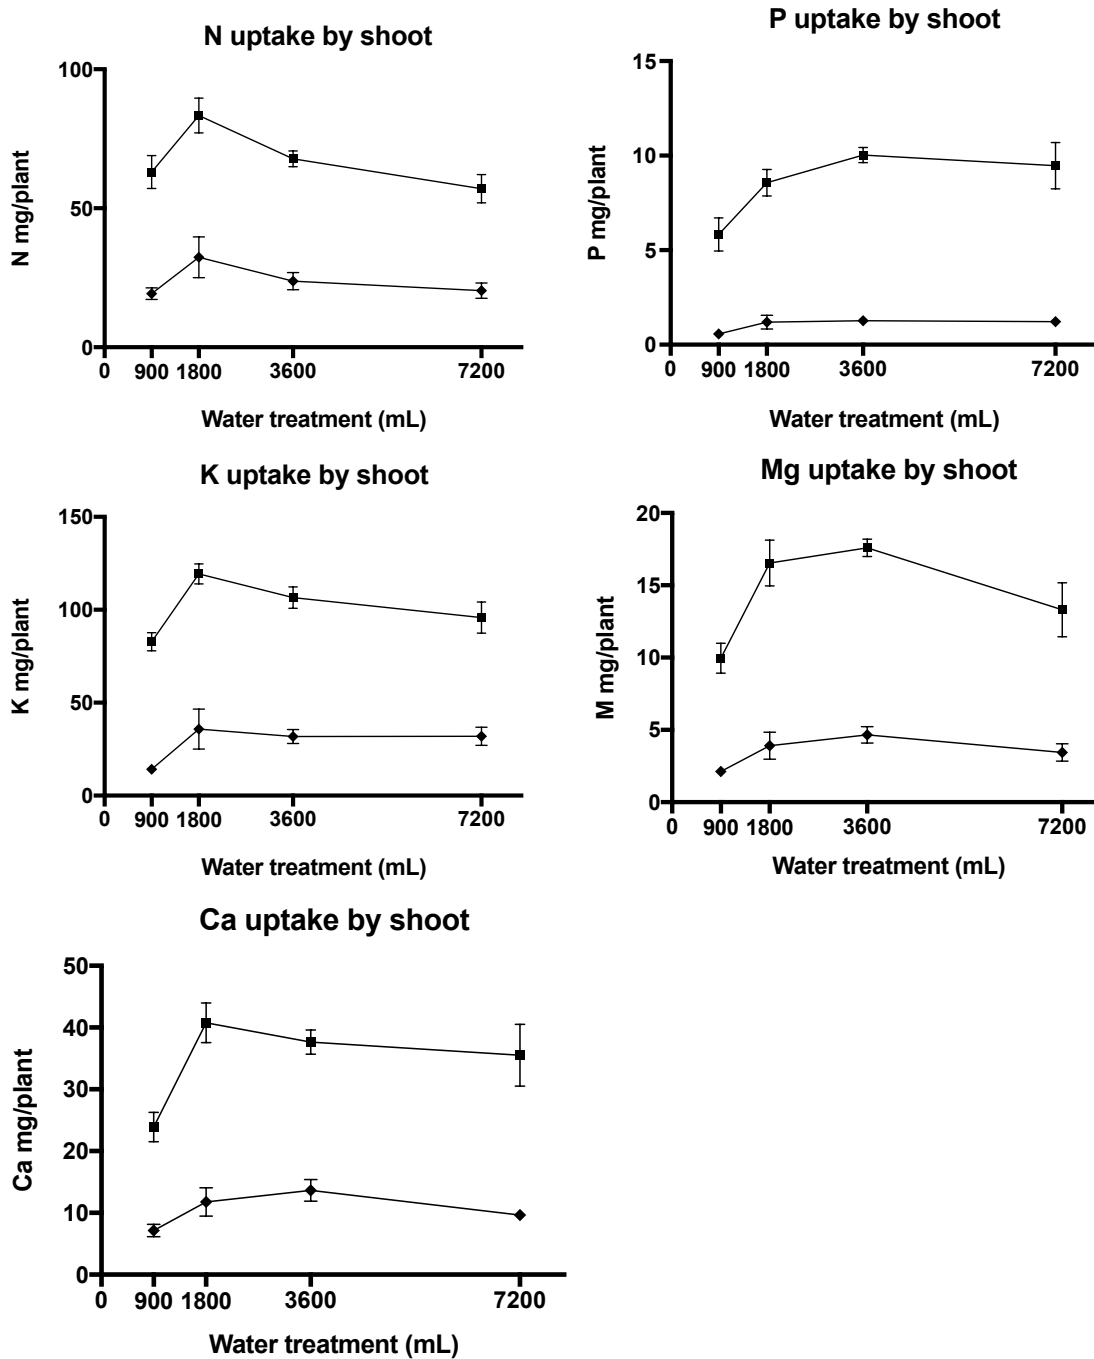 N uptake by shoot
100
50
0
N mg/plant
0 900 1800 3600 7200
Water treatment (mL)
P uptake by shoot
15
10
5
0
P mg/plant
0 900 1800 3600 7200
Water treatment (mL)
K uptake by shoot
150
100
50
0
K mg/plant
0 900 1800 3600 7200
Water treatment (mL)
Mg uptake by shoot
20
15
10
5
0
M mg/plant
0 900 1800 3600 7200
Water treatment (mL)
Ca uptake by shoot
50
40
30
20
10
0
Ca mg/plant
0 900 1800 3600 7200
Water treatment (mL)